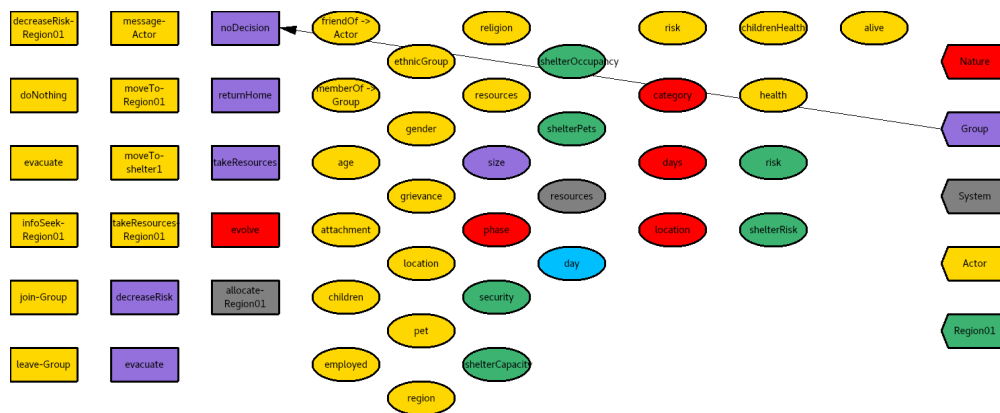 decreaseRisk-
Region01
message-
Actor
noDecision
friendOf ->
Actor
religion
risk
childrenHealth
alive
ethnicGroup
shelterOccupancy
Nature
doNothing
moveTo-
Region01
returnHome
memberOf ->
Group
resources
category
health
gender
shelterPets
Group
evacuate
moveTo-
shelter1
takeResources
age
size
days
risk
grievance
resources
System
infoSeek-
Region01
takeResources-
Region01
evolve
attachment
phase
location
shelterRisk
location
day
Actor
join-Group
decreaseRisk
allocate-
Region01
children
security
pet
Region01
leave-Group
evacuate
employed
shelterCapacity
region